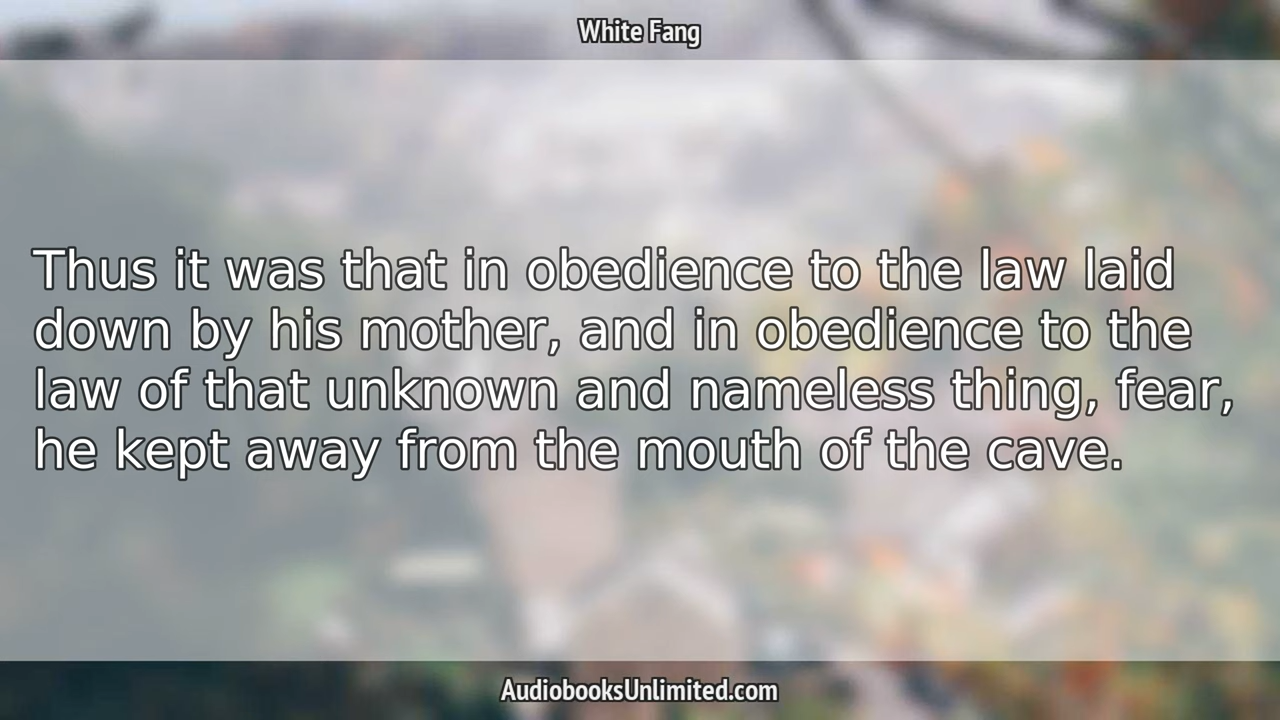 White Fang
Thus it was that in obedience to the law laid
down by his mother, and in obedience to the
law of that unknown and nameless thing, fear,
he kept away from the mouth of the cave.
AudiobooksUnlimited.com